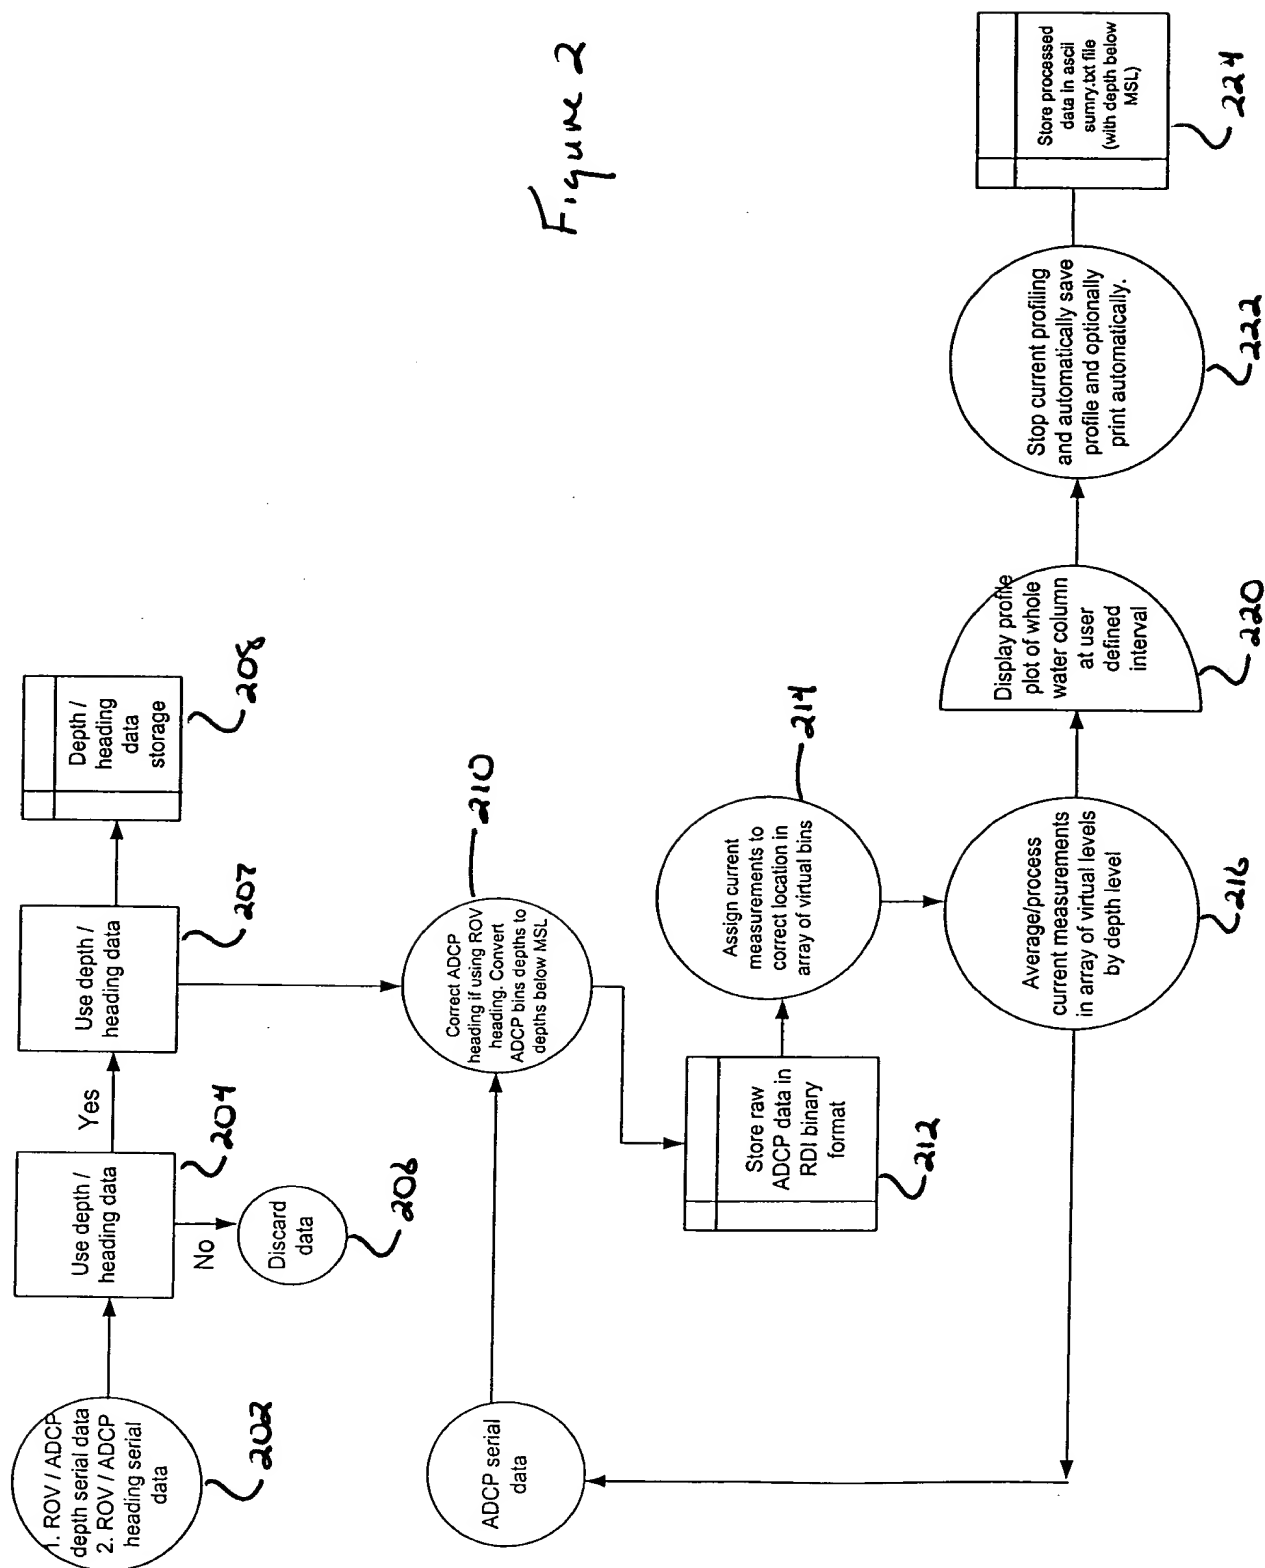 1. ROV / ADCP
depth serial data
2. ROV / ADCP
heading serial
data
202
Use depth /
heading data
204
Yes
No
Discard
data
206
Use depth /
heading data
207
Depth /
heading
data
storage
208
ADCP serial
data
Correct ADCP
heading if using ROV
heading. Convert
ADCP bins depths to
depths below MSL
210
Store raw
ADCP data in
RDI binary
format
212
Assign current
measurements to
correct location in
array of virtual bins
214
Average/process
current measurements
in array of virtual levels
by depth level
216
Display profile
plot of whole
water column
at user
defined
interval
220
Stop current profiling
and automatically save
profile and optionally
print automatically.
222
Store processed
data in ascii
sumry.txt file
(with depth below
MSL)
224
Figure 2